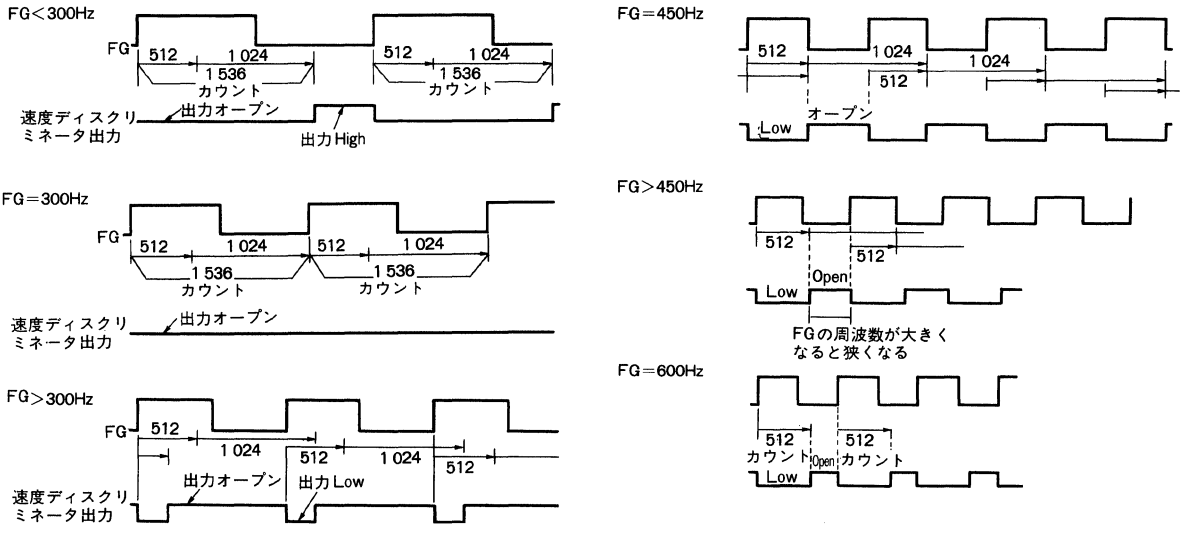 FG<300Hz
FG
512
1 024
512
1 024
1 536
1 536
カウント
カウント
出力オープン
速度ディスクリ
ミネータ出力
出力High
FG=300Hz
FG
512
1 024
512
1 024
1 536
1 536
カウント
カウント
出力オープン
速度ディスクリ
ミネータ出力
FG>300Hz
FG
512
1 024
512
1 024
512
出力オープン
出力Low
速度ディスクリ
ミネータ出力
FG=450Hz
512
1 024
1 024
512
オープン
Low
FG>450Hz
512
512
Open
Low
FGの周波数が大きく
なると狭くなる
FG=600Hz
512
512
カウント
カウント
Open
Low